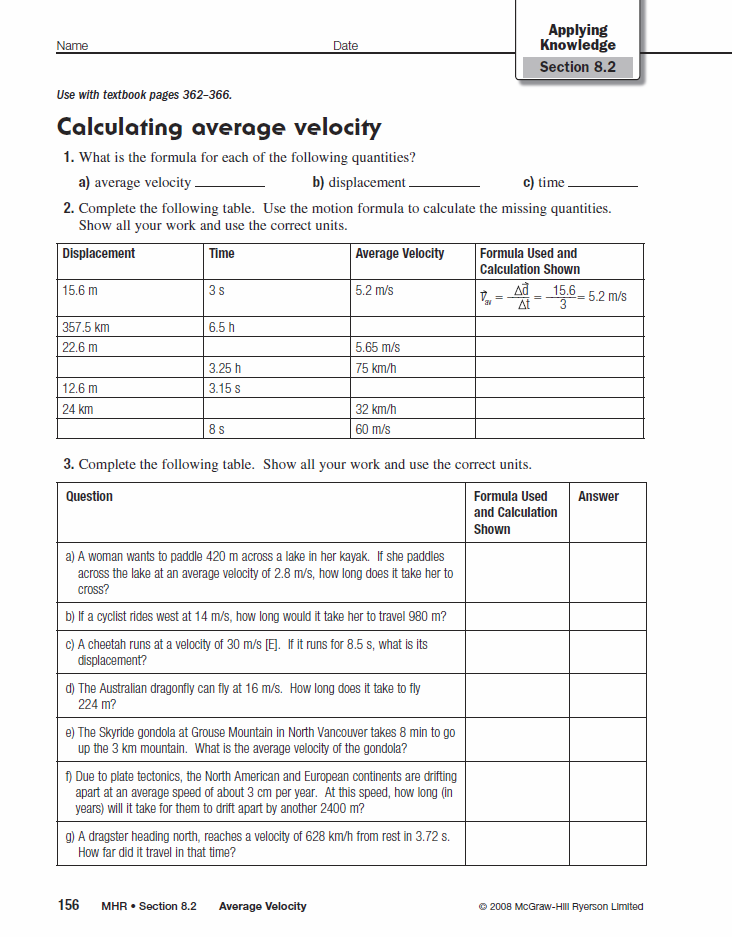 Applying
Knowledge
Name Date
Section 8.2
Use with textbook pages 362–366.
Calculating average velocity
1. What is the formula for each of the following quantities?
a) average velocity __________ b) displacement __________ c) time __________
2. Complete the following table. Use the motion formula to calculate the missing quantities.
Show all your work and use the correct units.
Displacement Time Average Velocity Formula Used and
Calculation Shown
15.6 m 3 s 5.2 m/s v⃗av = Δd⃗/Δt = 15.6/3 = 5.2 m/s
357.5 km 6.5 h
22.6 m 5.65 m/s
3.25 h 75 km/h
12.6 m 3.15 s
24 km 32 km/h
8 s 60 m/s
3. Complete the following table. Show all your work and use the correct units.
Question Formula Used Answer
and Calculation
Shown
a) A woman wants to paddle 420 m across a lake in her kayak. If she paddles
across the lake at an average velocity of 2.8 m/s, how long does it take her to
cross?
b) If a cyclist rides west at 14 m/s, how long would it take her to travel 980 m?
c) A cheetah runs at a velocity of 30 m/s [E]. If it runs for 8.5 s, what is its
displacement?
d) The Australian dragonfly can fly at 16 m/s. How long does it take to fly
224 m?
e) The Skyride gondola at Grouse Mountain in North Vancouver takes 8 min to go
up the 3 km mountain. What is the average velocity of the gondola?
f) Due to plate tectonics, the North American and European continents are drifting
apart at an average speed of about 3 cm per year. At this speed, how long (in
years) will it take for them to drift apart by another 2400 m?
g) A dragster heading north, reaches a velocity of 628 km/h from rest in 3.72 s.
How far did it travel in that time?
156 MHR • Section 8.2 Average Velocity © 2008 McGraw-Hill Ryerson Limited